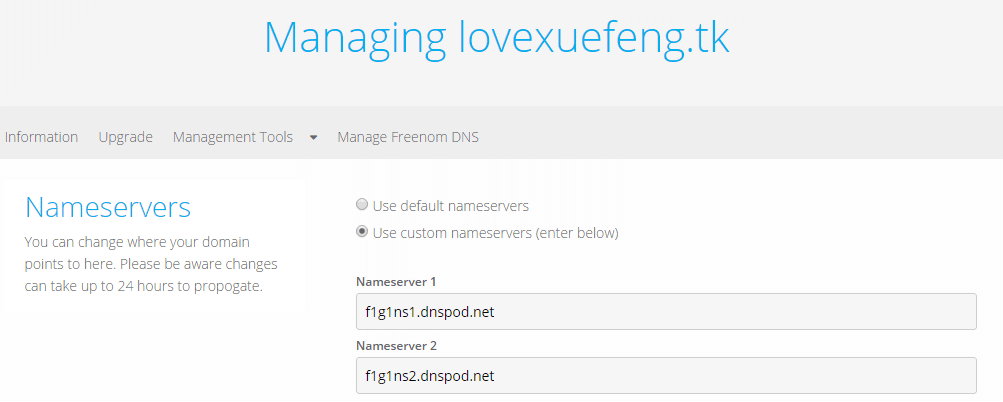 Managing lovexuefeng.tk
Information Upgrade Management Tools Manage Freenom DNS
Nameservers
You can change where your domain
points to here. Please be aware changes
can take up to 24 hours to propogate.
Use default nameservers
Use custom nameservers (enter below)
Nameserver 1
f1g1ns1.dnspod.net
Nameserver 2
f1g1ns2.dnspod.net